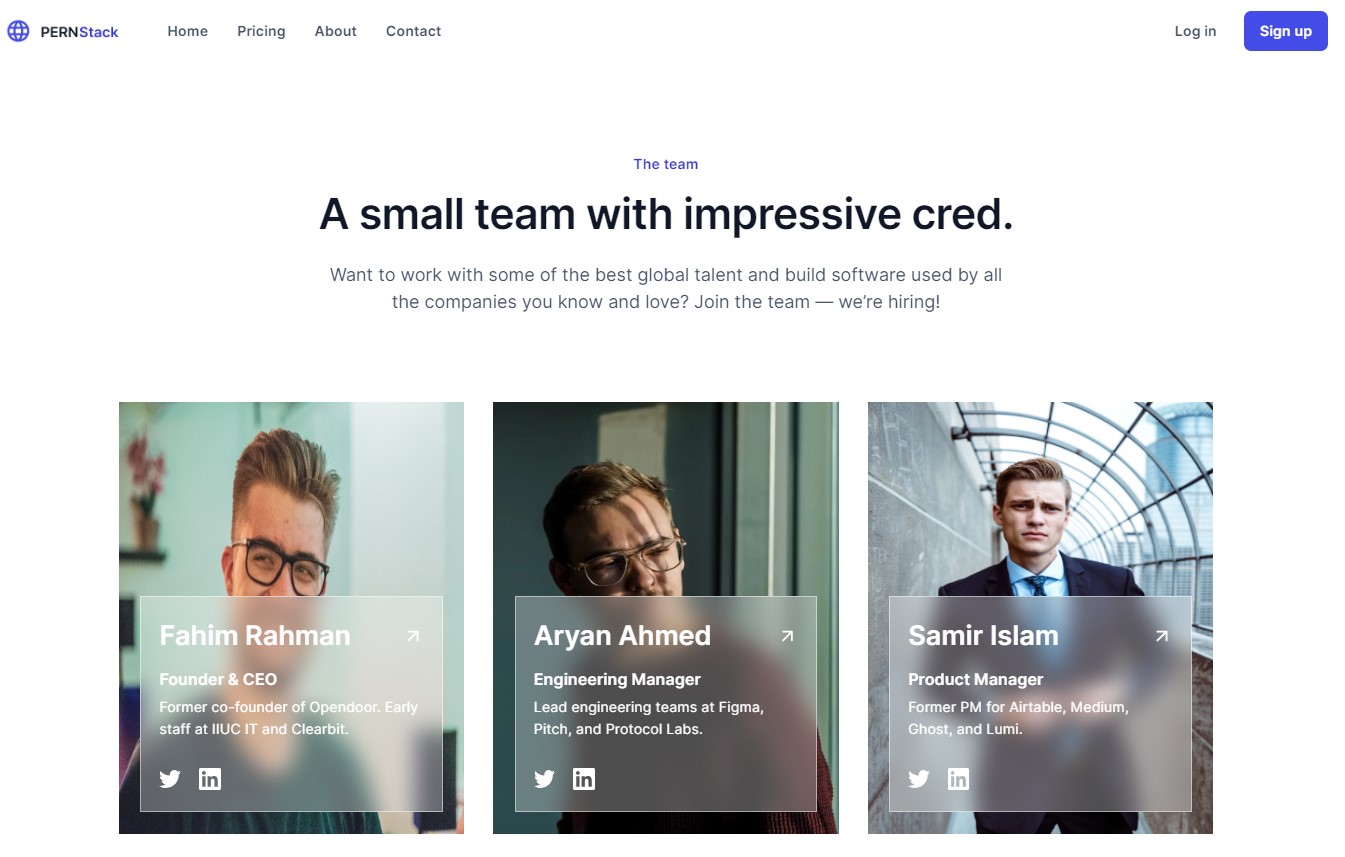 PERNStack Home Pricing About Contact Log in Sign up
The team
A small team with impressive cred.
Want to work with some of the best global talent and build software used by all
the companies you know and love? Join the team — we’re hiring!
Fahim Rahman
Founder & CEO
Former co-founder of Opendoor. Early
staff at IIUC IT and Clearbit.
in
Aryan Ahmed
Engineering Manager
Lead engineering teams at Figma,
Pitch, and Protocol Labs.
in
Samir Islam
Product Manager
Former PM for Airtable, Medium,
Ghost, and Lumi.
in